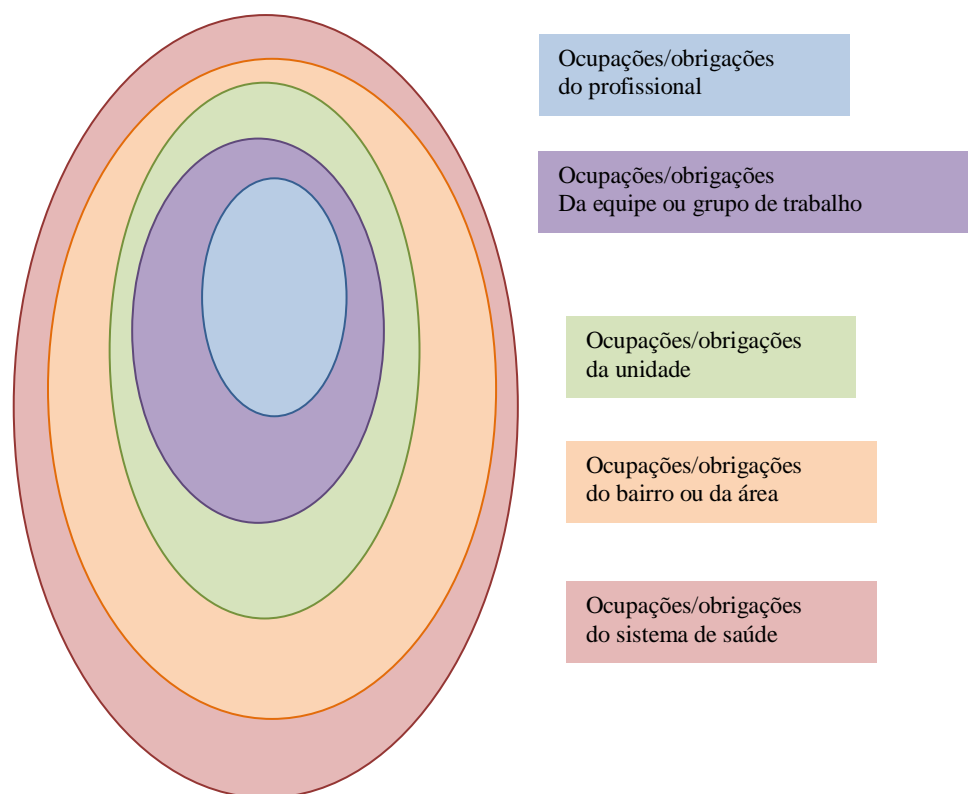 Ocupações/obrigações
do profissional
Ocupações/obrigações
Da equipe ou grupo de trabalho
Ocupações/obrigações
da unidade
Ocupações/obrigações
do bairro ou da área
Ocupações/obrigações
do sistema de saúde